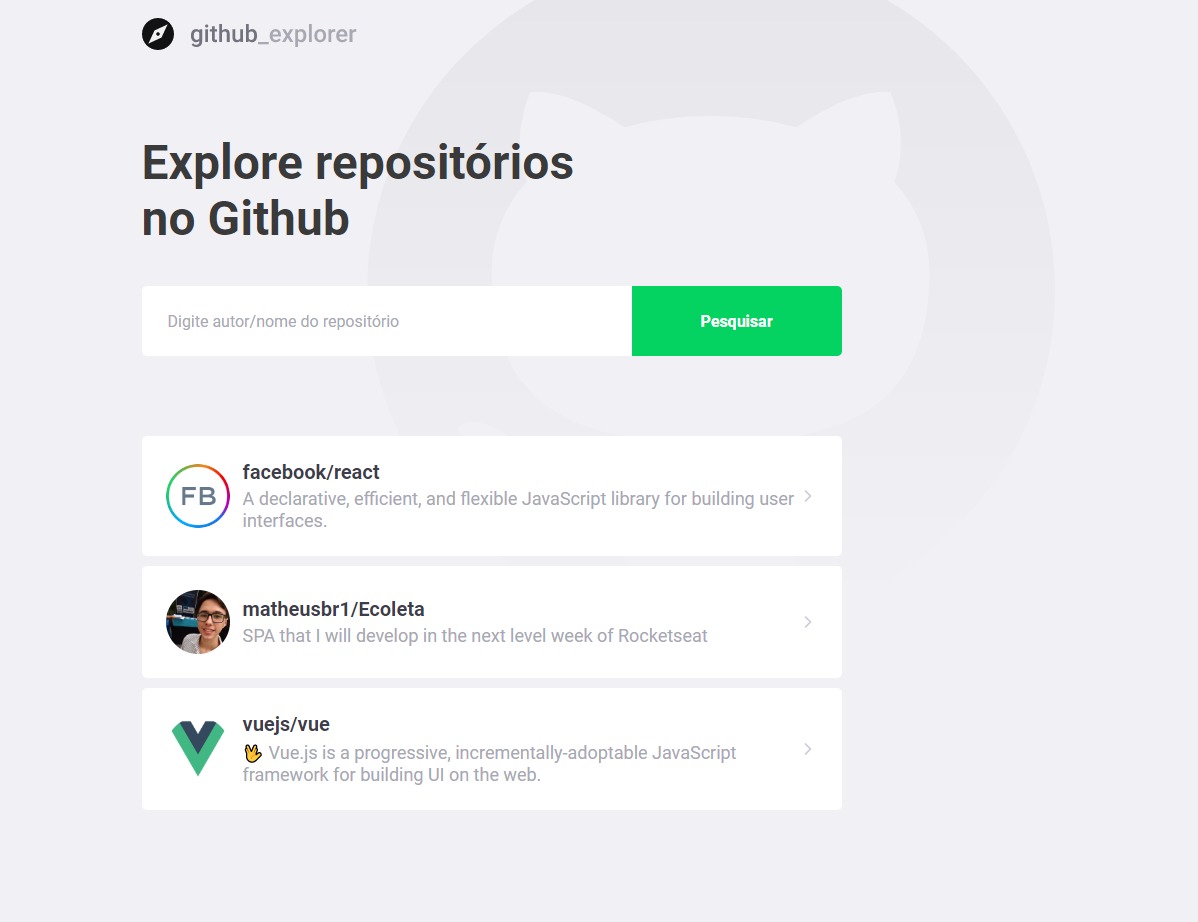 github_explorer
Explore repositórios
no Github
Digite autor/nome do repositório
Pesquisar
FB
facebook/react
A declarative, efficient, and flexible JavaScript library for building user
interfaces.
matheusbr1/Ecoleta
SPA that I will develop in the next level week of Rocketseat
vuejs/vue
🖖 Vue.js is a progressive, incrementally-adoptable JavaScript
framework for building UI on the web.